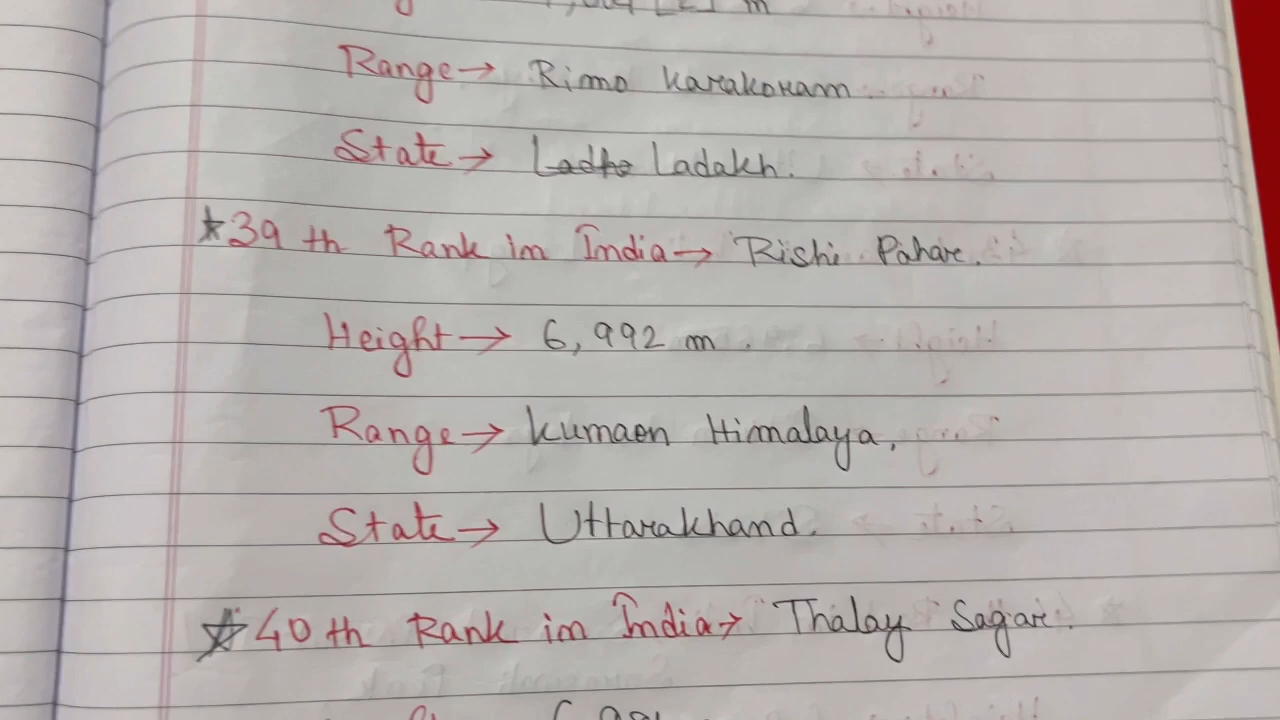 Range → Rimo Karakoram.
State → Ladho Ladakh.
★39 th Rank in India → Rishi Pahar.
Height → 6,992 m.
Range → Kumaon Himalaya,
State → Uttarakhand.
★40 th Rank in India → Thalay Sagar.